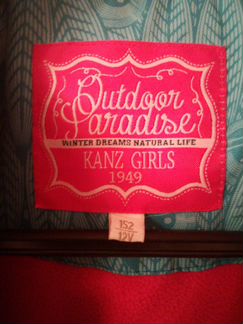 Outdoor
Paradise
WINTER DREAMS NATURAL LIFE
KANZ GIRLS
1949
152
12Y